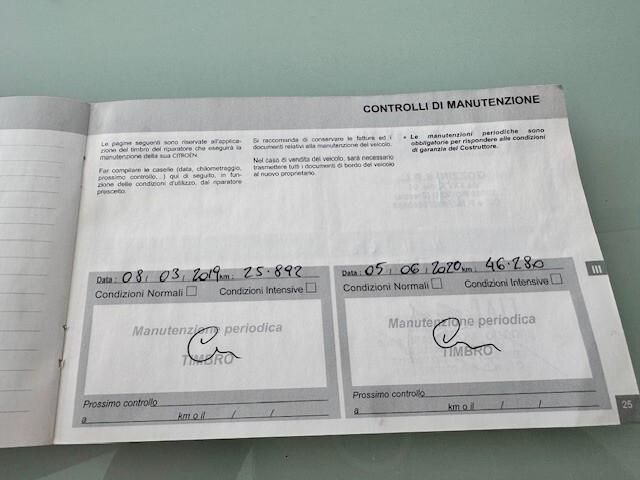 CONTROLLI DI MANUTENZIONE
Le pagine seguenti sono riservate all'applica-
zione del timbro del riparatore che eseguirà la
manutenzione della sua CITROËN.
Far compilare le caselle (data, chilometraggio,
prossimo controllo...) qui di seguito, in fun-
zione delle condizioni d'utilizzo, dal riparatore
prescelto.
Si raccomanda di conservare le fatture ed i
documenti relativi alla manutenzione del veicolo.
Nel caso di vendita del veicolo, sarà necessario
trasmettere tutti i documenti di bordo del veicolo
al nuovo proprietario.
• Le manutenzioni periodiche sono
obbligatorie per rispondere alle condizioni
di garanzia del Costruttore.
Data: 08 / 03 / 2019 km: 25.892
Condizioni Normali Condizioni Intensive
Manutenzione periodica
TIMBRO
Prossimo controllo
a km o il / /
Data: 05 / 06 / 2020 km: 46.280
Condizioni Normali Condizioni Intensive
Manutenzione periodica
TIMBRO
Prossimo controllo
a km o il / /
III
25